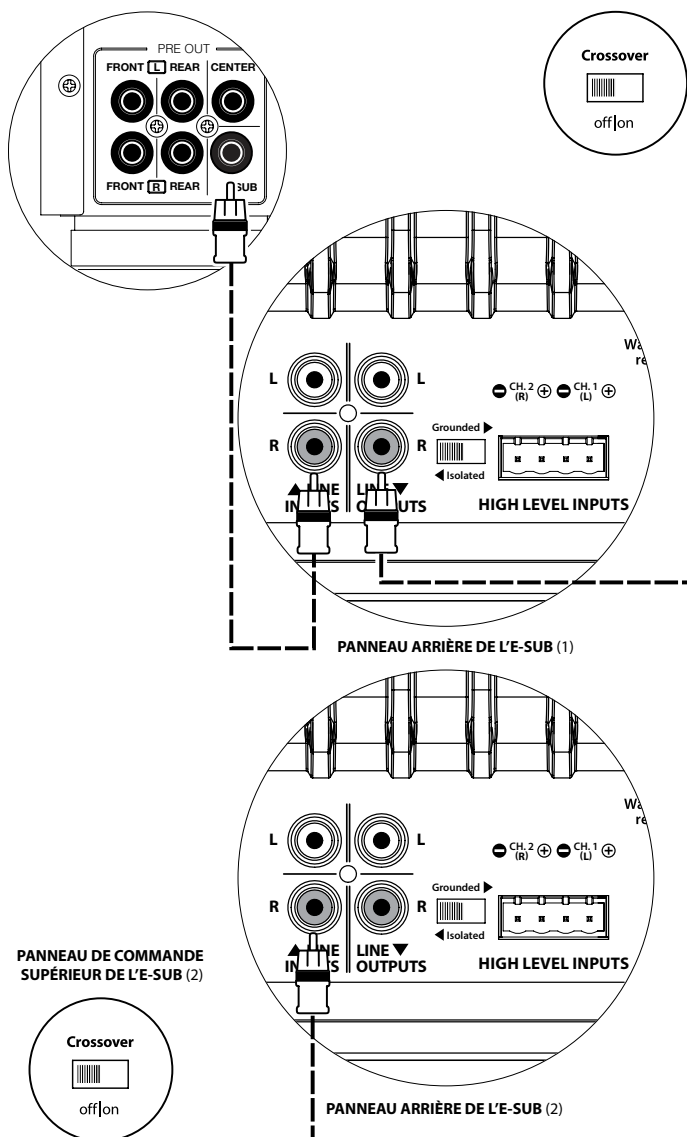 PRE OUT
FRONT L REAR CENTER
FRONT R REAR SUB
Crossover
off|on
L L
R R
LINE INPUTS
LINE OUTPUTS
CH. 2 (R) CH. 1 (L)
Grounded
Isolated
HIGH LEVEL INPUTS
PANNEAU ARRIÈRE DE L'E-SUB (1)
L L
R R
LINE INPUTS
LINE OUTPUTS
CH. 2 (R) CH. 1 (L)
Grounded
Isolated
HIGH LEVEL INPUTS
PANNEAU DE COMMANDE
SUPÉRIEUR DE L'E-SUB (2)
Crossover
off|on
PANNEAU ARRIÈRE DE L'E-SUB (2)